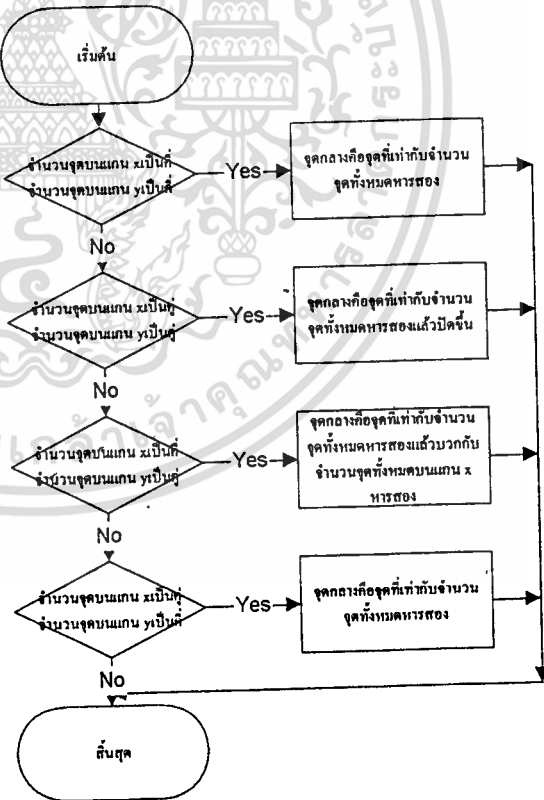 เริ่มต้น
จำนวนจุดบนแกน xเป็นคี่
จำนวนจุดบนแกน yเป็นคี่
Yes
จุดกลางคือจุดที่เท่ากับจำนวน
จุดทั้งหมดหารสอง
No
จำนวนจุดบนแกน xเป็นคู่
จำนวนจุดบนแกน yเป็นคู่
Yes
จุดกลางคือจุดที่เท่ากับจำนวน
จุดทั้งหมดหารสองแล้วปัดขึ้น
No
จำนวนจุดบนแกน xเป็นคี่
จำนวนจุดบนแกน yเป็นคู่
Yes
จุดกลางคือจุดที่เท่ากับจำนวน
จุดทั้งหมดหารสองแล้วบวกกับ
จำนวนจุดทั้งหมดบนแกน x
หารสอง
No
จำนวนจุดบนแกน xเป็นคู่
จำนวนจุดบนแกน yเป็นคี่
Yes
จุดกลางคือจุดที่เท่ากับจำนวน
จุดทั้งหมดหารสอง
No
สิ้นสุด